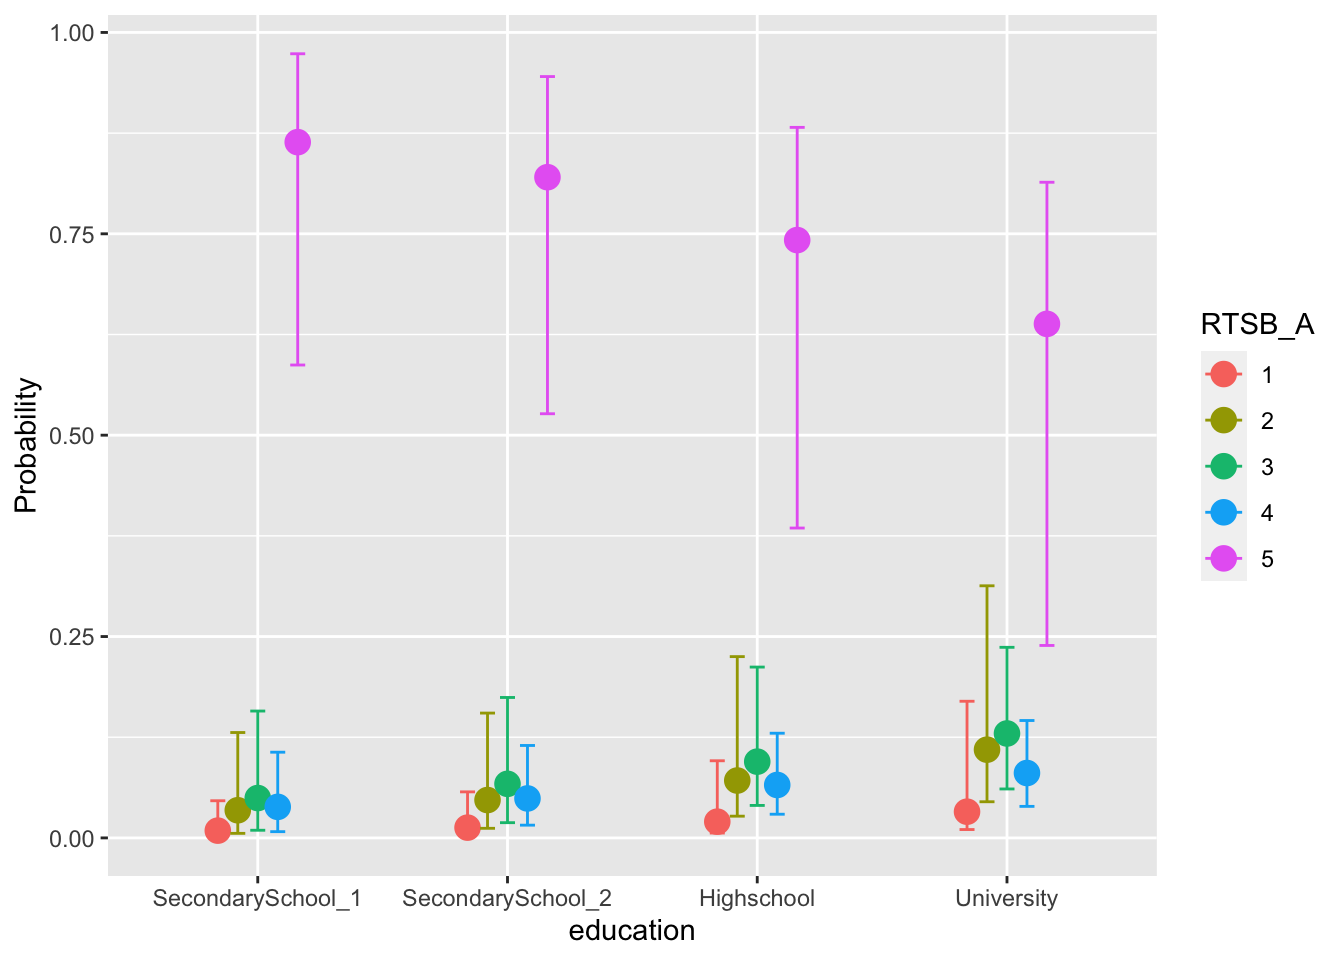 1.00
0.75
0.50
0.25
0.00
Probability
SecondarySchool_1
SecondarySchool_2
Highschool
University
education
RTSB_A
1
2
3
4
5